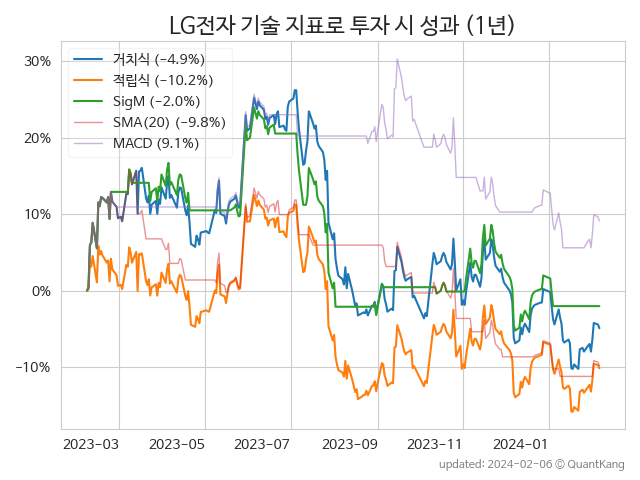 LG전자 기술 지표로 투자 시 성과 (1년)
거치식 (−4.9%)
적립식 (−10.2%)
SigM (−2.0%)
SMA(20) (−9.8%)
MACD (9.1%)
30%
20%
10%
0%
−10%
2023-03 2023-05 2023-07 2023-09 2023-11 2024-01
updated: 2024-02-06 © QuantKang